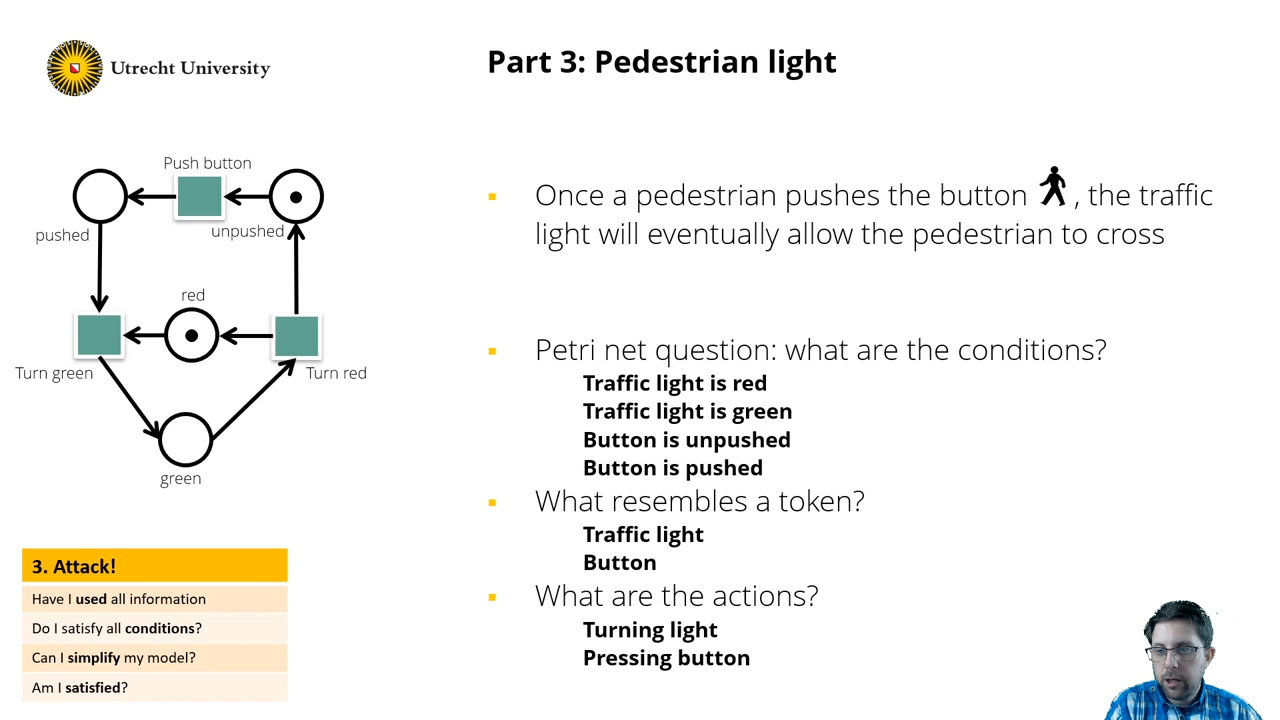 Utrecht University
Part 3: Pedestrian light
Push button
pushed
unpushed
red
Turn green
Turn red
green
Once a pedestrian pushes the button , the traffic
light will eventually allow the pedestrian to cross
Petri net question: what are the conditions?
Traffic light is red
Traffic light is green
Button is unpushed
Button is pushed
What resembles a token?
Traffic light
Button
What are the actions?
Turning light
Pressing button
3. Attack!
Have I used all information
Do I satisfy all conditions?
Can I simplify my model?
Am I satisfied?